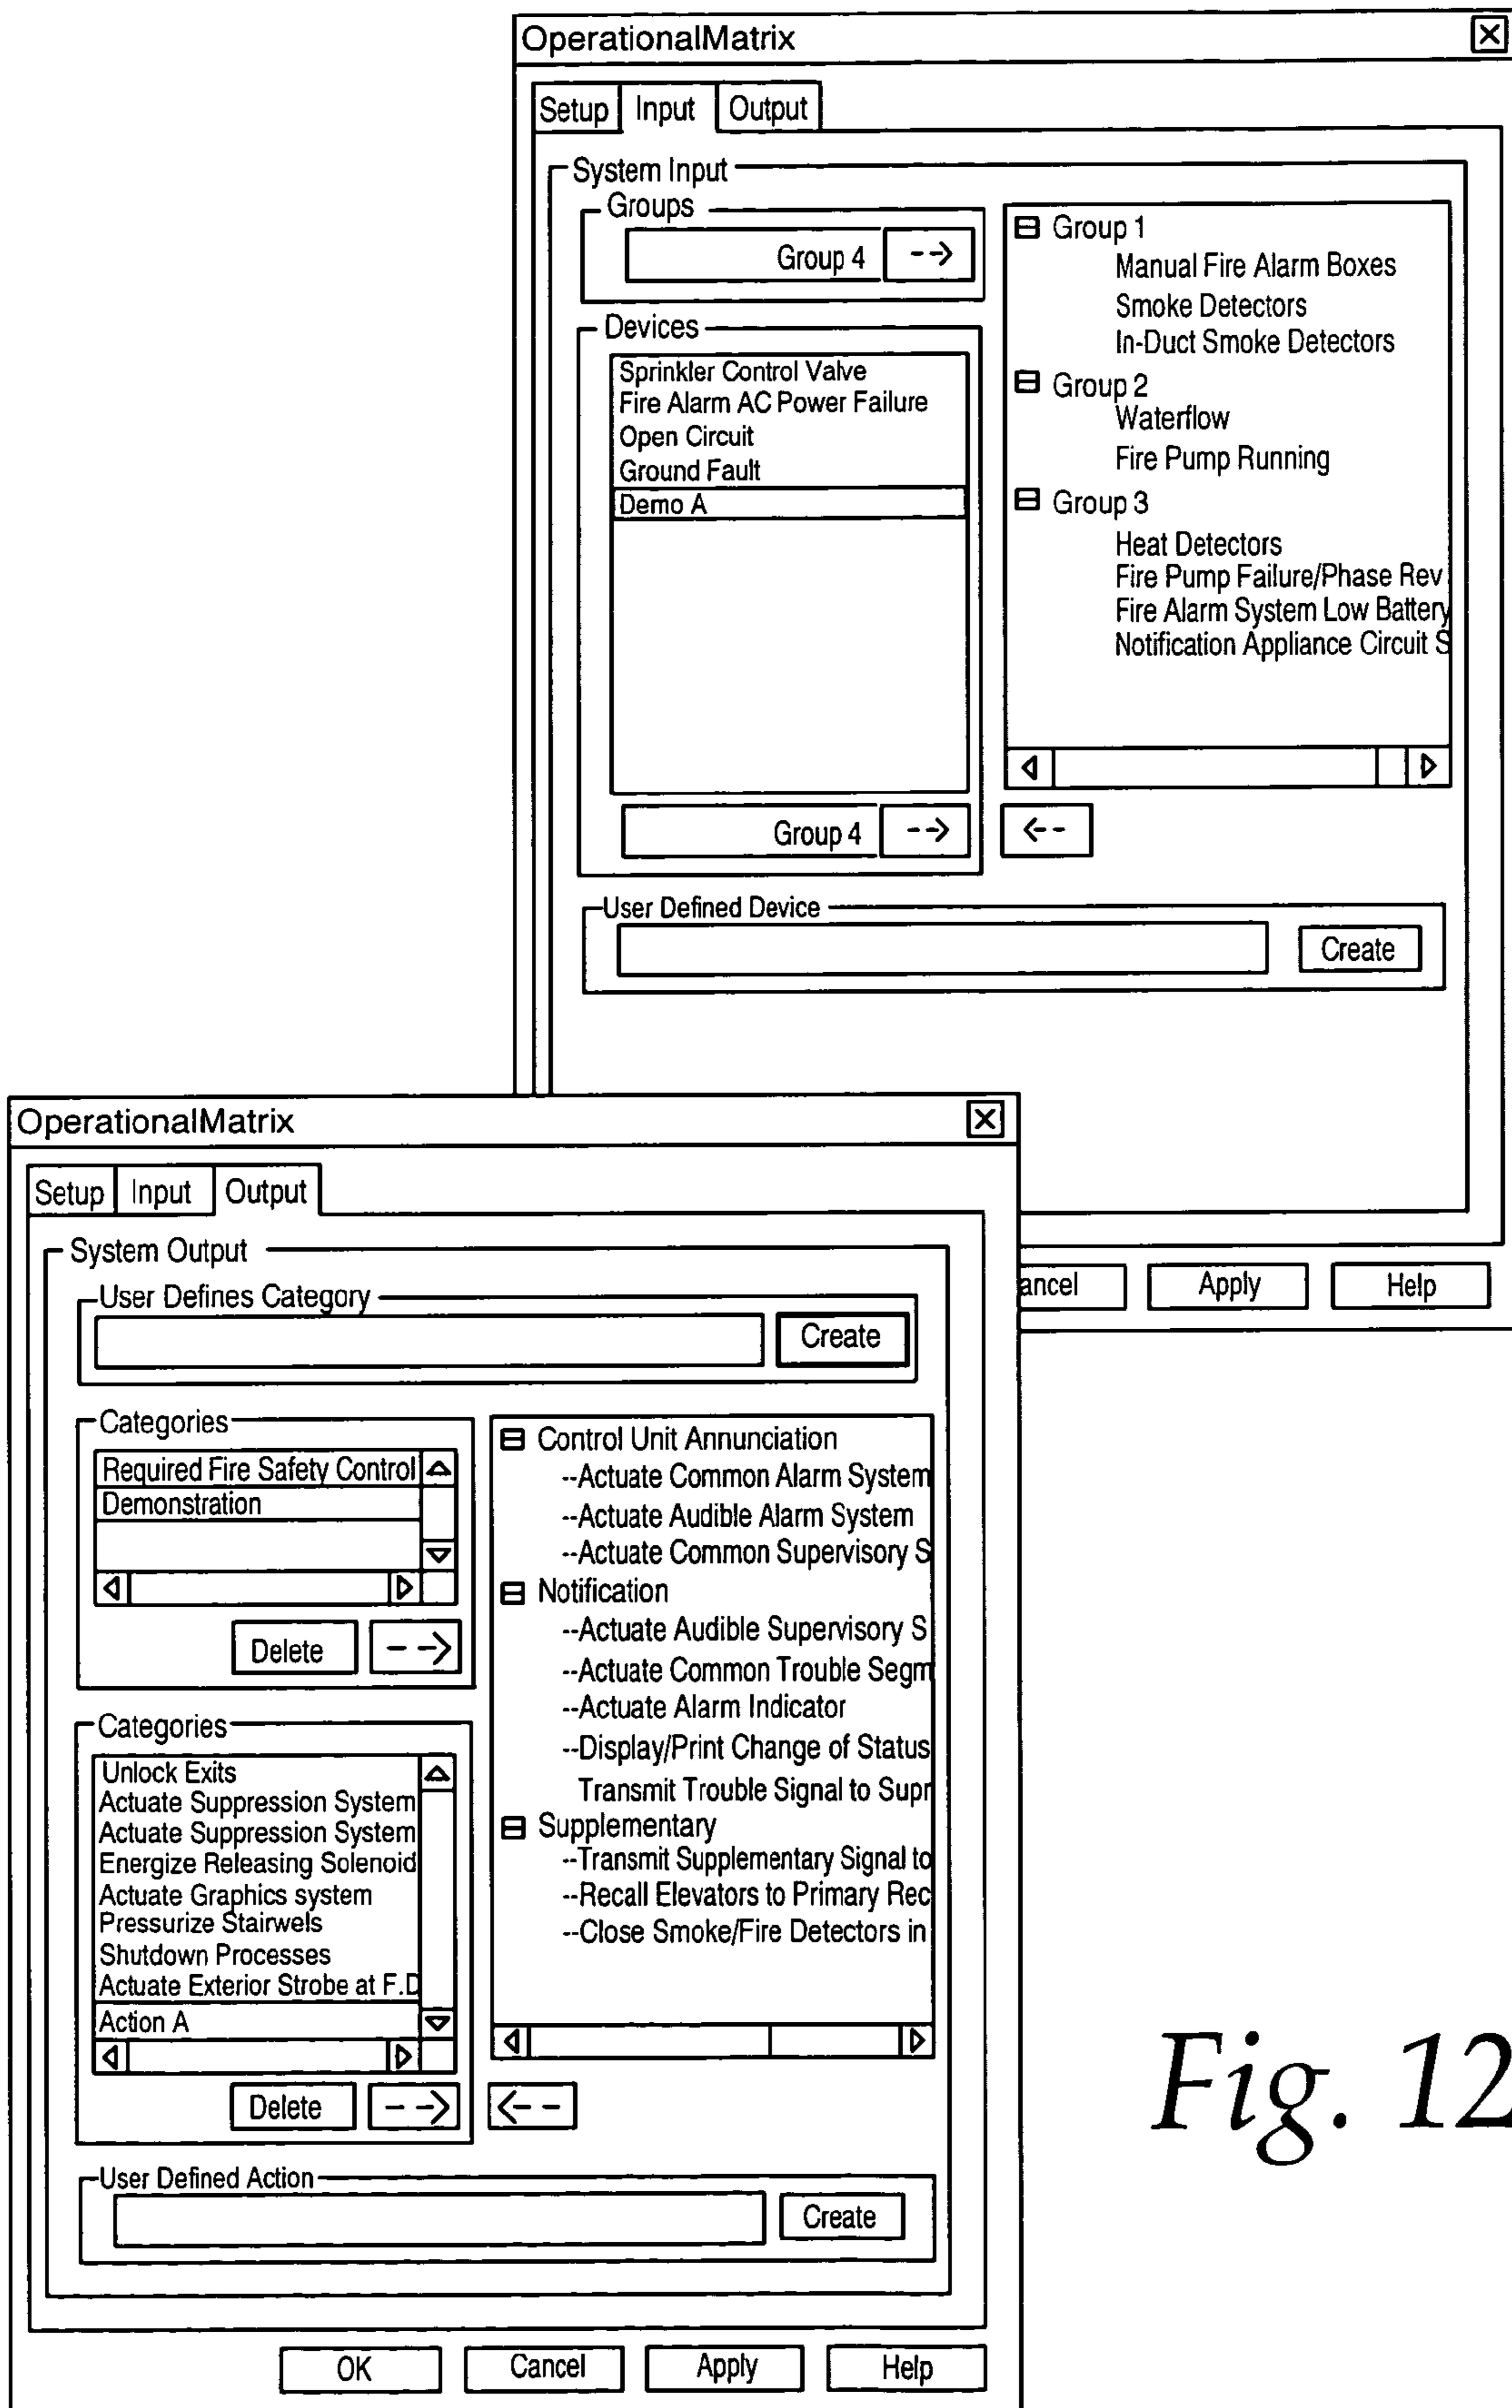 OperationalMatrix
Setup Input Output
System Input
Groups
Group 4 -->
Devices
Sprinkler Control Valve
Fire Alarm AC Power Failure
Open Circuit
Ground Fault
Demo A
Group 4 -->
Group 1
Manual Fire Alarm Boxes
Smoke Detectors
In-Duct Smoke Detectors
Group 2
Waterflow
Fire Pump Running
Group 3
Heat Detectors
Fire Pump Failure/Phase Rev
Fire Alarm System Low Battery
Notification Appliance Circuit S
<--
User Defined Device
Create
ancel Apply Help
OperationalMatrix
Setup Input Output
System Output
User Defines Category
Create
Categories
Required Fire Safety Control
Demonstration
Delete -->
Categories
Unlock Exits
Actuate Suppression System
Actuate Suppression System
Energize Releasing Solenoid
Actuate Graphics system
Pressurize Stairwels
Shutdown Processes
Actuate Exterior Strobe at F.D
Action A
Delete -->
Control Unit Annunciation
--Actuate Common Alarm System
--Actuate Audible Alarm System
--Actuate Common Supervisory S
Notification
--Actuate Audible Supervisory S
--Actuate Common Trouble Segm
--Actuate Alarm Indicator
--Display/Print Change of Status
Transmit Trouble Signal to Supr
Supplementary
--Transmit Supplementary Signal to
--Recall Elevators to Primary Rec
--Close Smoke/Fire Detectors in
<--
User Defined Action
Create
OK Cancel Apply Help
Fig. 12